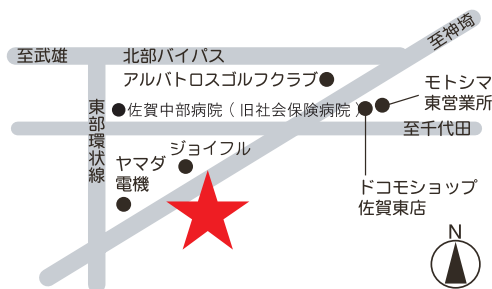 至神埼
至武雄
北部バイパス
アルバトロスゴルフクラブ
モトシマ
東営業所
東部環状線
佐賀中部病院（旧社会保険病院）
至千代田
ジョイフル
ヤマダ
電機
ドコモショップ
佐賀東店
N